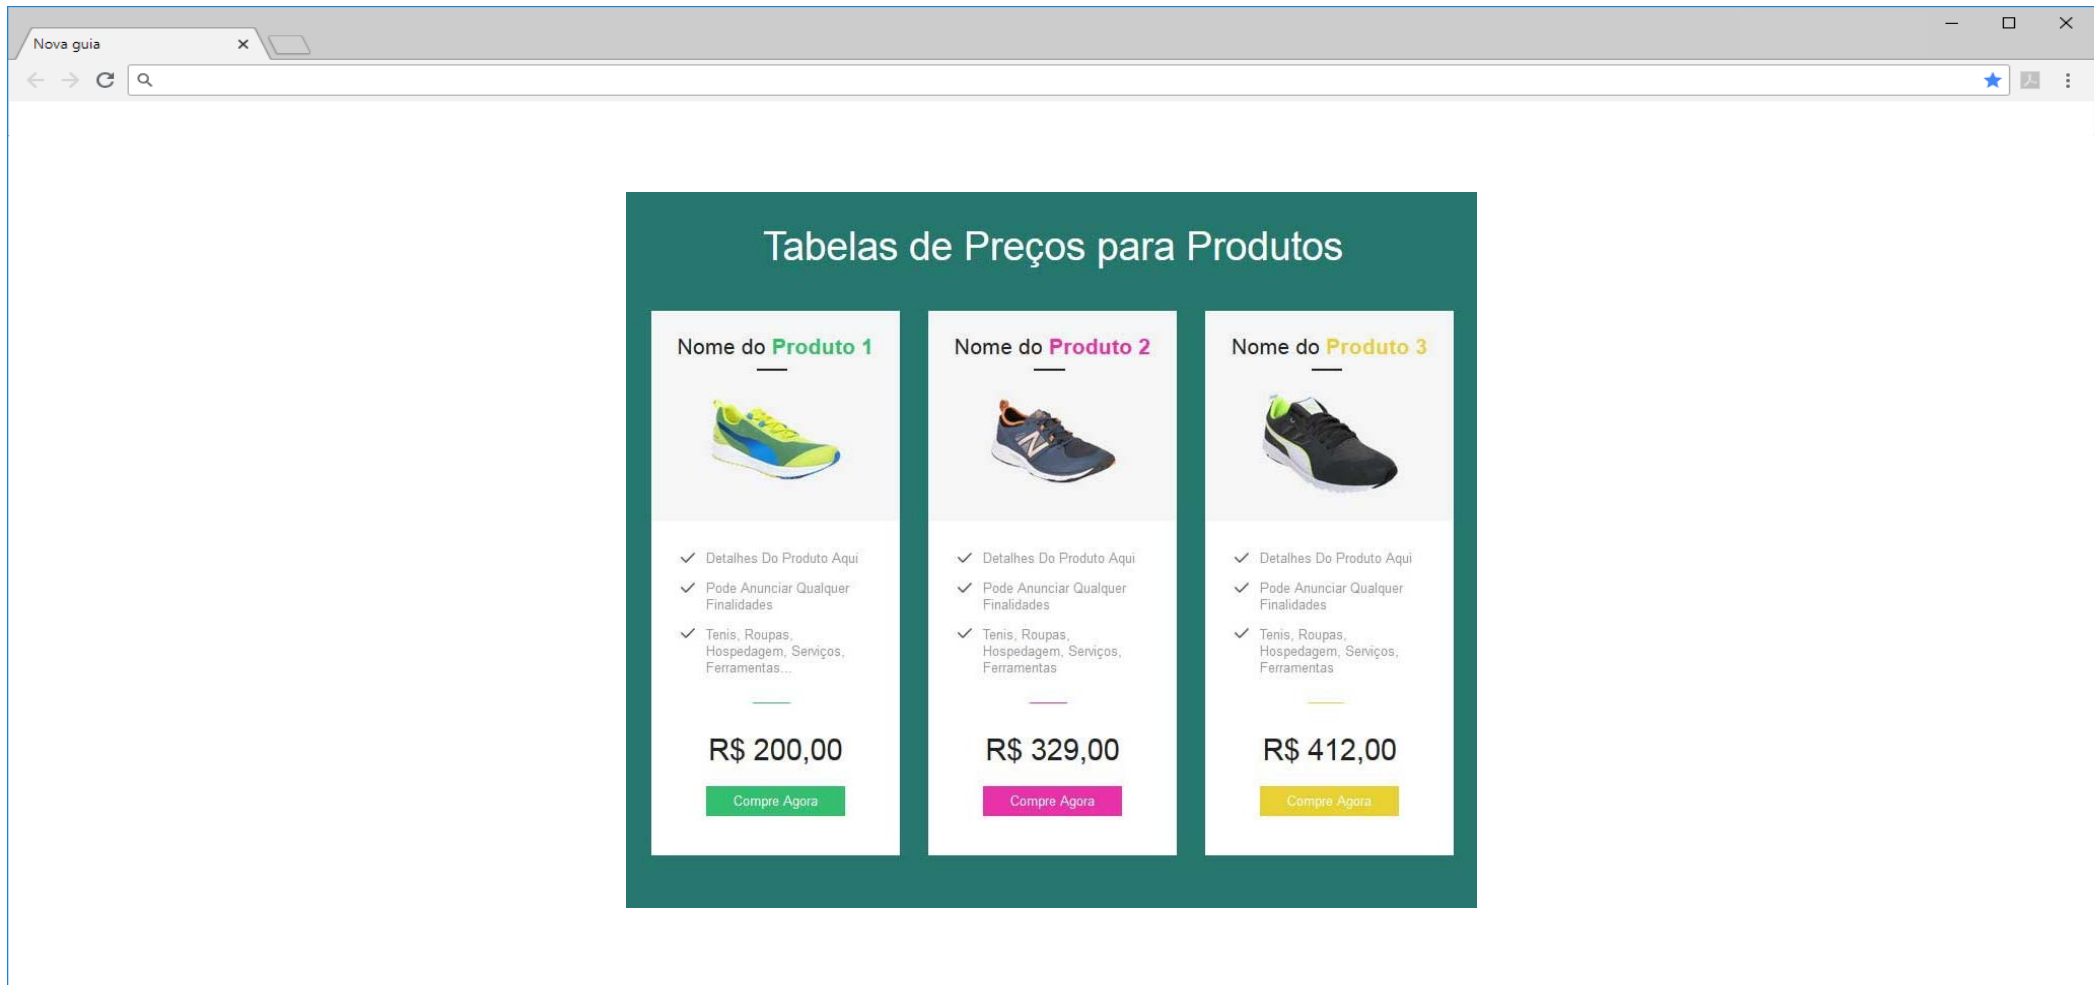 Nova guia
Tabelas de Preços para Produtos
Nome do Produto 1
Detalhes Do Produto Aqui
Pode Anunciar Qualquer
Finalidades
Tenis, Roupas,
Hospedagem, Serviços,
Ferramentas...
R$ 200,00
Compre Agora
Nome do Produto 2
N
Detalhes Do Produto Aqui
Pode Anunciar Qualquer
Finalidades
Tenis, Roupas,
Hospedagem, Serviços,
Ferramentas
R$ 329,00
Compre Agora
Nome do Produto 3
Detalhes Do Produto Aqui
Pode Anunciar Qualquer
Finalidades
Tenis, Roupas,
Hospedagem, Serviços,
Ferramentas
R$ 412,00
Compre Agora